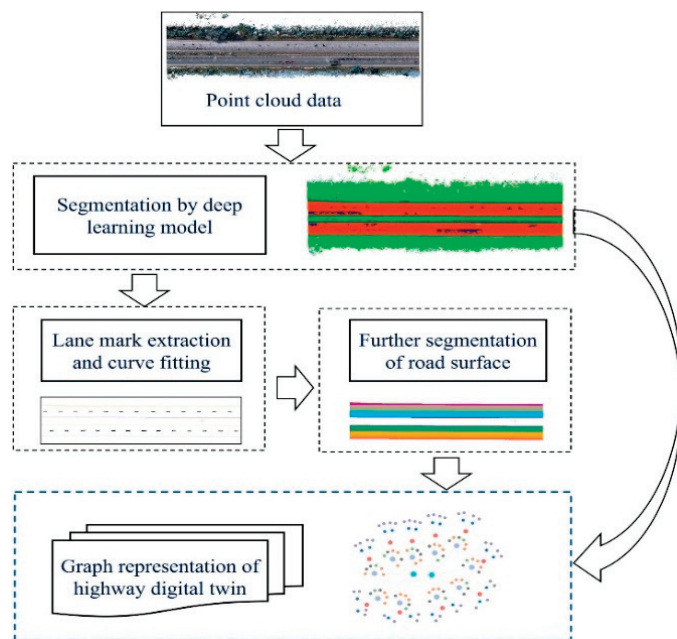 Point cloud data
Segmentation by deep
learning model
Lane mark extraction
and curve fitting
Further segmentation
of road surface
Graph representation of
highway digital twin